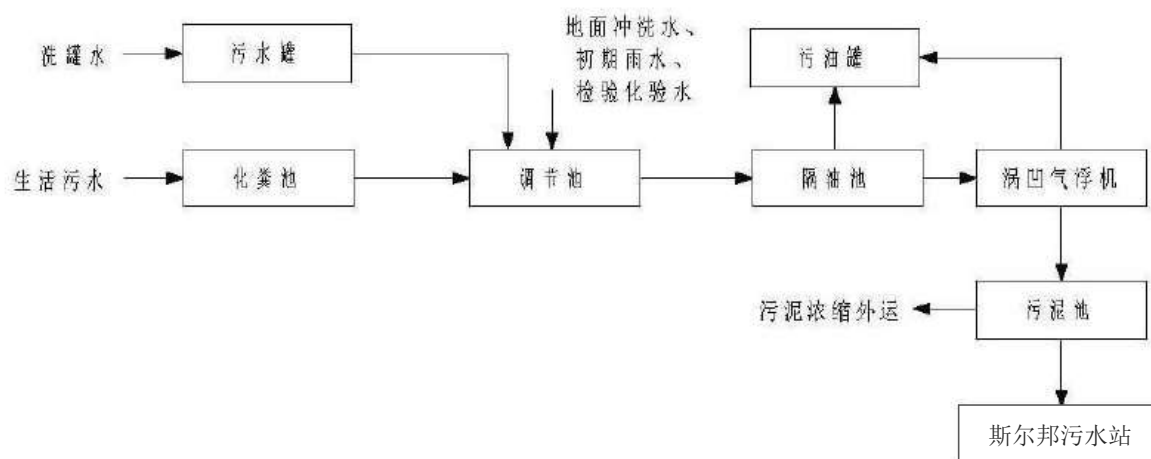 洗罐水
污水罐
地面冲洗水、
初期雨水、
检验化验水
污油罐
生活污水
化粪池
调节池
隔油池
涡凹气浮机
污泥浓缩外运
污泥池
斯尔邦污水站